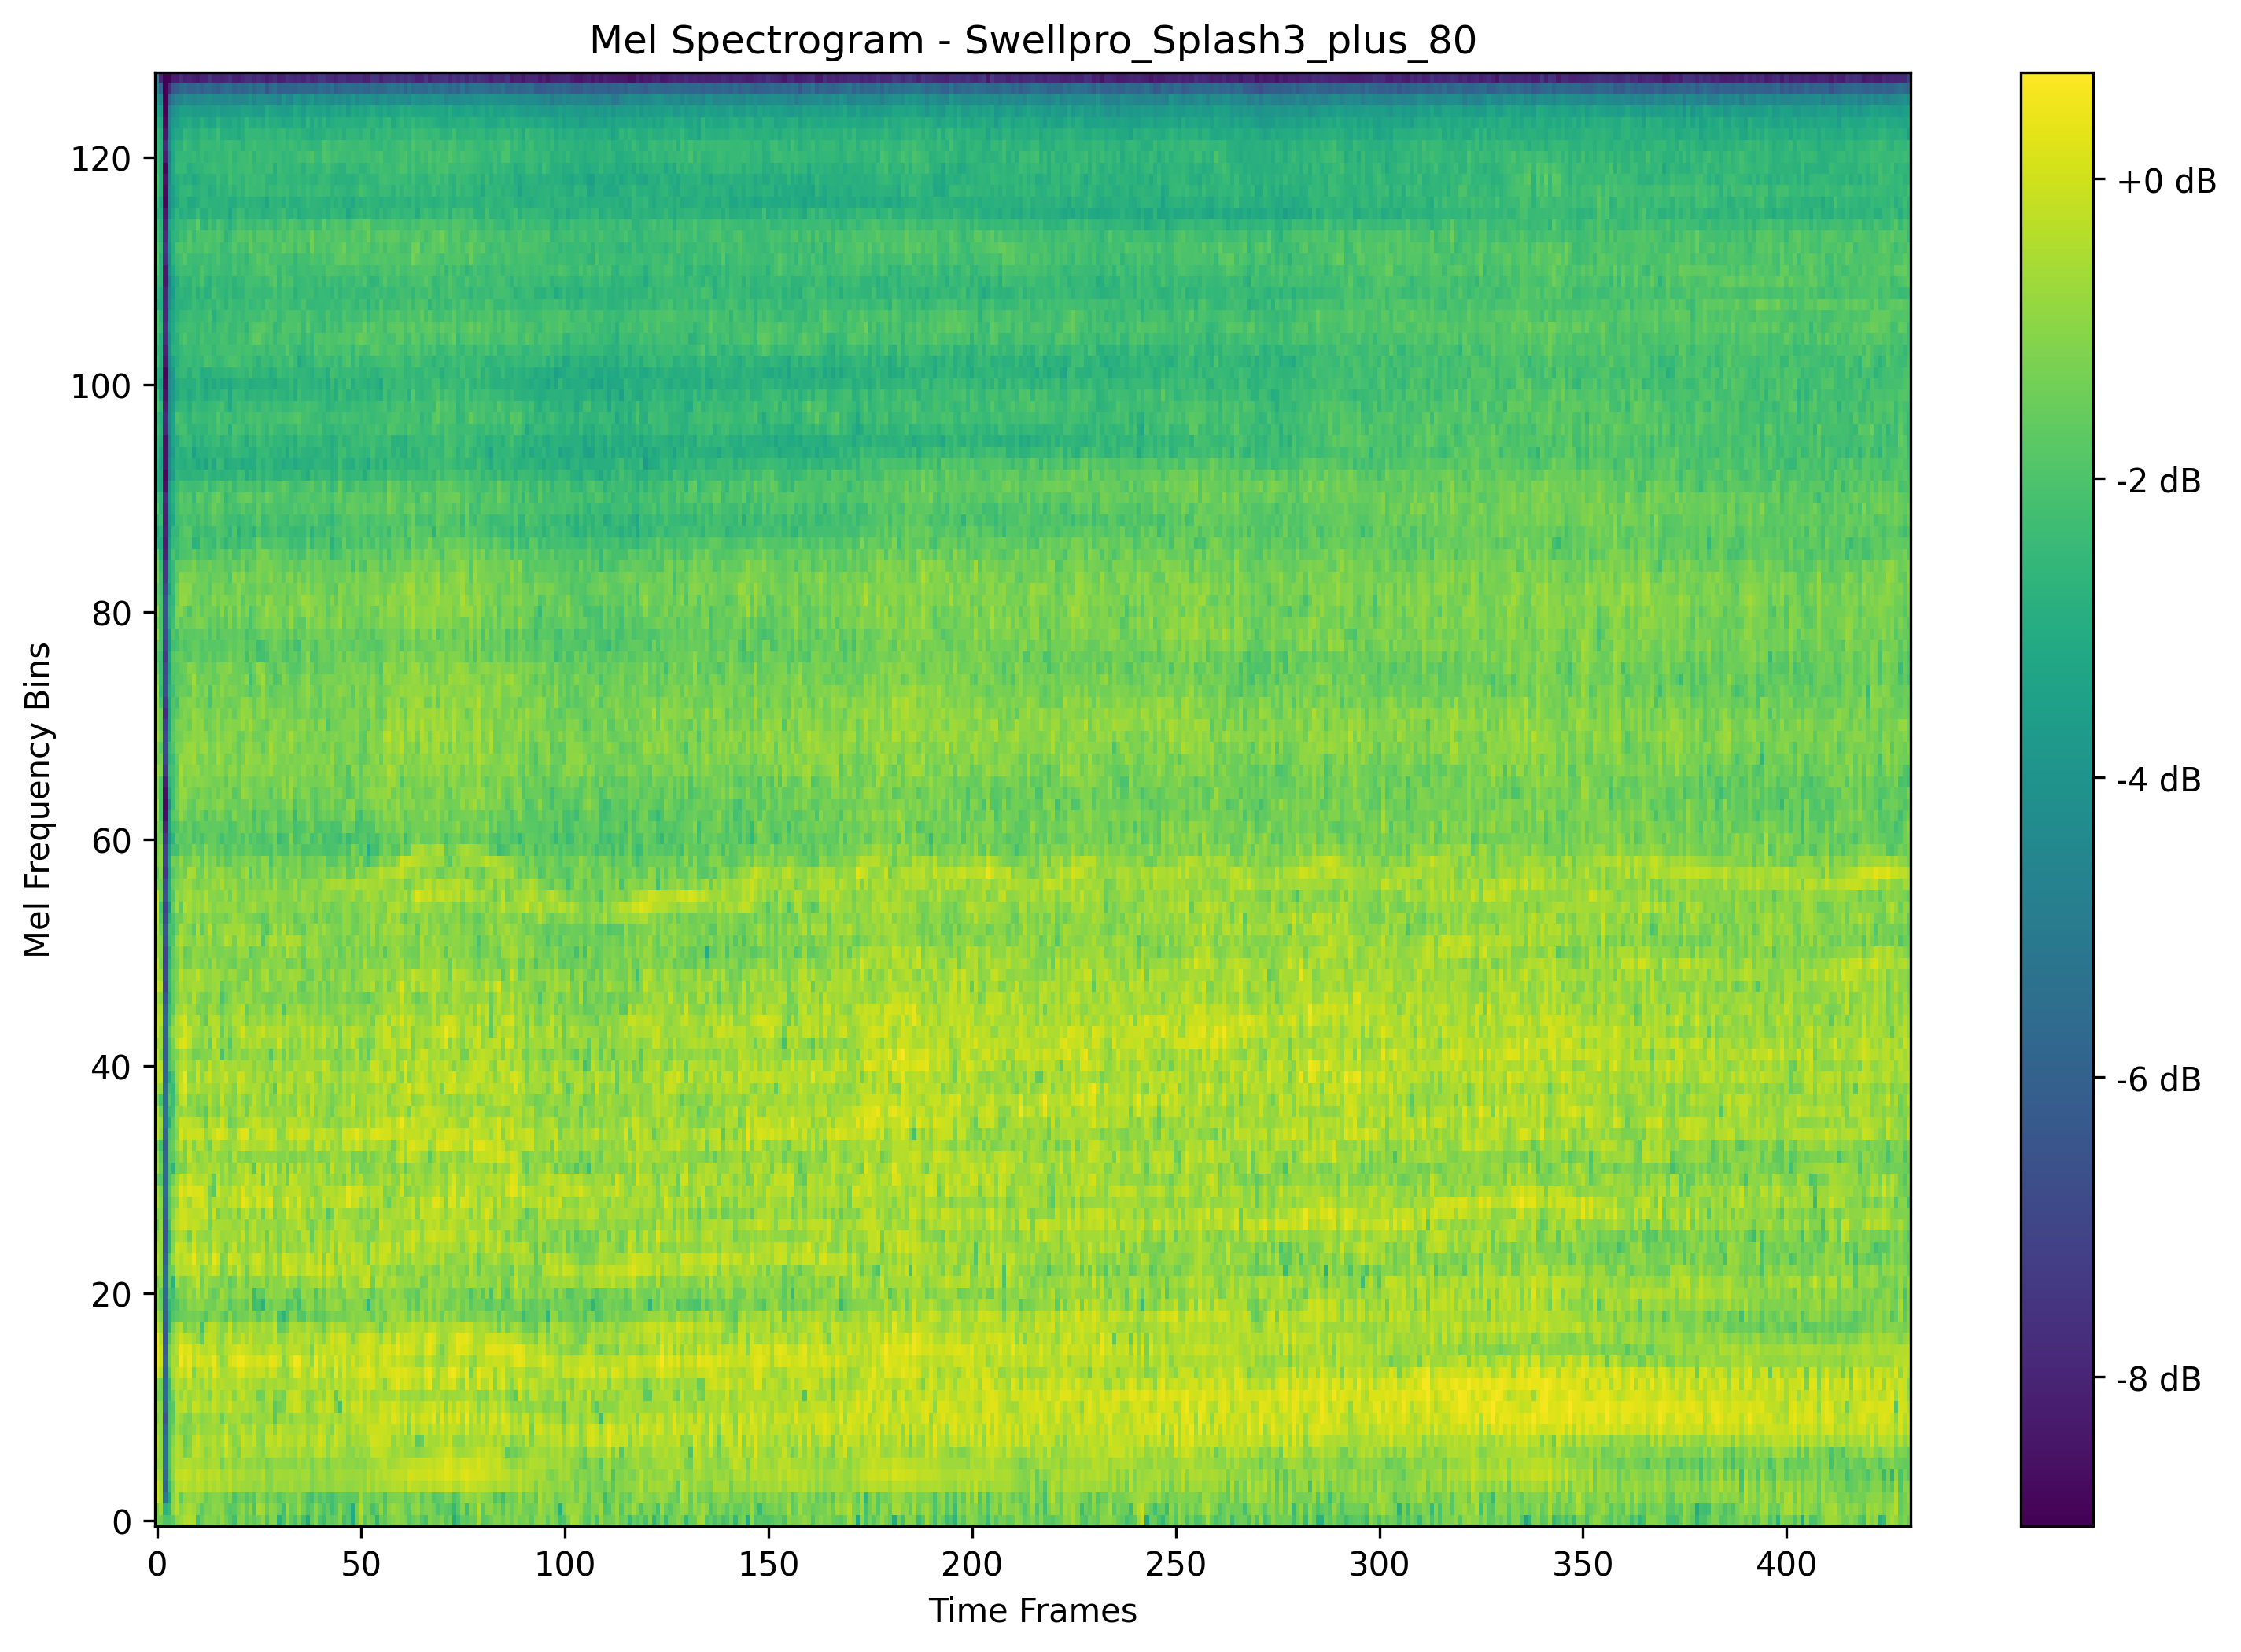 Mel Spectrogram - Swellpro_Splash3_plus_80
120
100
80
60
40
20
0
Mel Frequency Bins
0 50 100 150 200 250 300 350 400
Time Frames
+0 dB
-2 dB
-4 dB
-6 dB
-8 dB